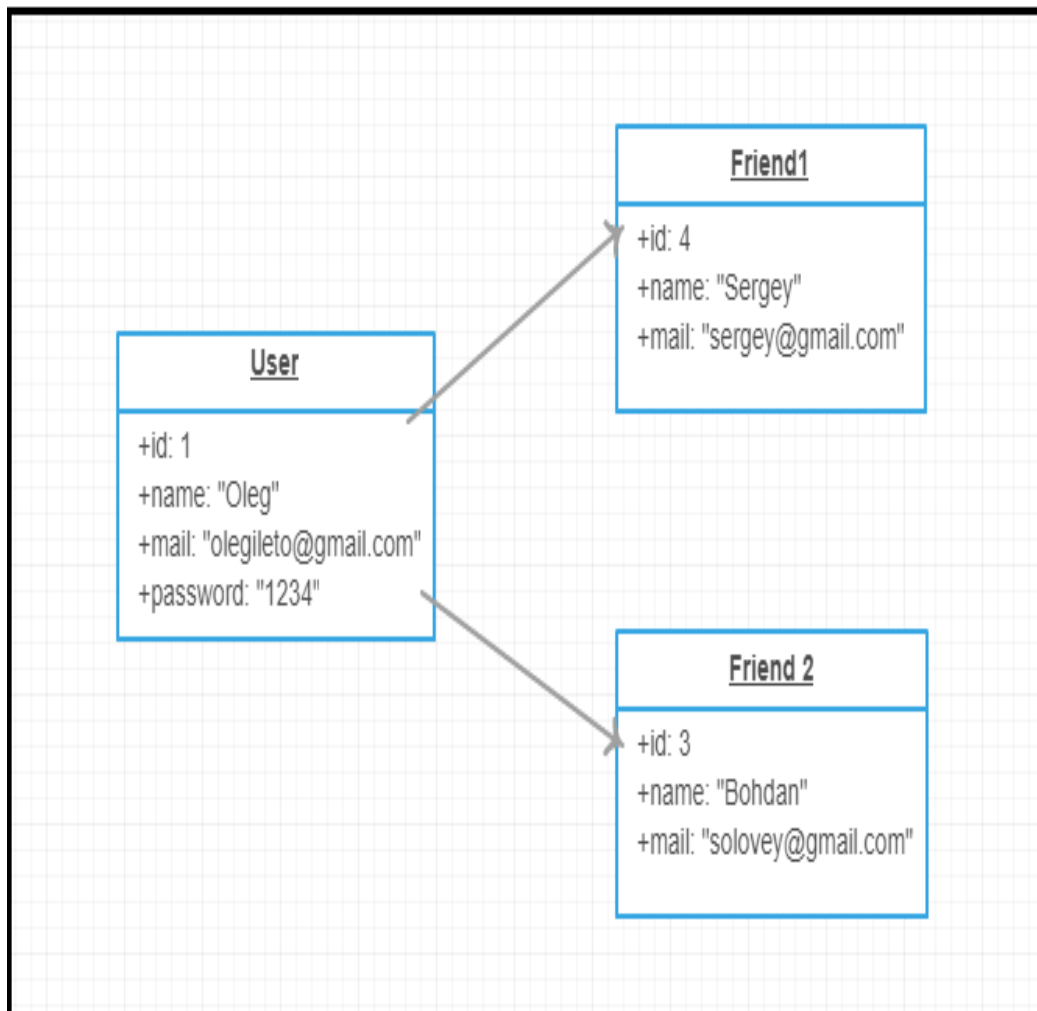 User
+id: 1
+name: "Oleg"
+mail: "olegileto@gmail.com"
+password: "1234"
Friend1
+id: 4
+name: "Sergey"
+mail: "sergey@gmail.com"
Friend 2
+id: 3
+name: "Bohdan"
+mail: "solovey@gmail.com"